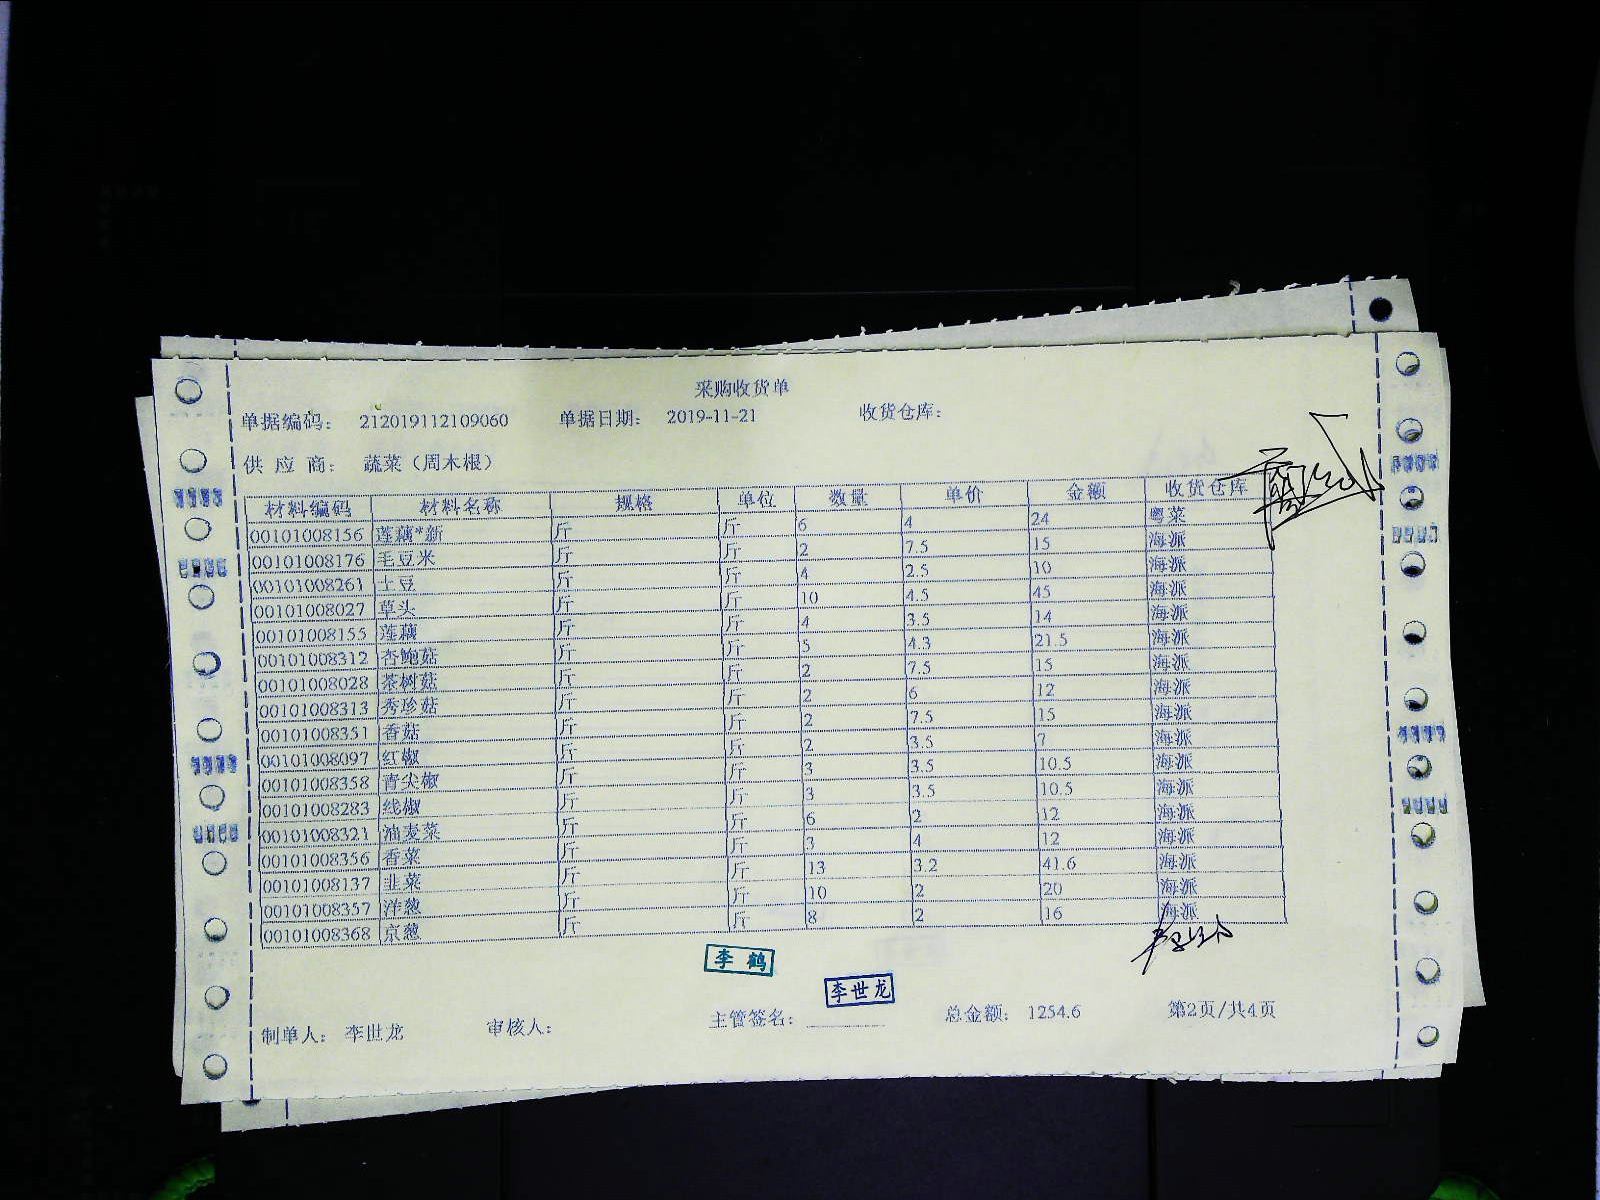 采购收货单
单据编码： 212019112109060 单据日期： 2019-11-21 收货仓库：
供 应 商： 蔬菜（周木根）
材料编码 材料名称 规格 单位 数量 单价 金额 收货仓库
00101008156 莲藕*新 斤 斤 6 4 24 粤菜
00101008176 毛豆米 斤 斤 2 7.5 15 海派
00101008261 土豆 斤 斤 4 2.5 10 海派
00101008027 草头 斤 斤 10 4.5 45 海派
00101008155 莲藕 斤 斤 4 3.5 14 海派
00101008312 杏鲍菇 斤 斤 5 4.3 21.5 海派
00101008028 茶树菇 斤 斤 2 7.5 15 海派
00101008313 秀珍菇 斤 斤 2 6 12 海派
00101008351 香菇 斤 斤 2 7.5 15 海派
00101008097 红椒 斤 斤 2 3.5 7 海派
00101008358 青尖椒 斤 斤 3 3.5 10.5 海派
00101008283 线椒 斤 斤 3 3.5 10.5 海派
00101008321 油麦菜 斤 斤 6 2 12 海派
00101008356 香菜 斤 斤 3 4 12 海派
00101008137 韭菜 斤 斤 13 3.2 41.6 海派
00101008357 洋葱 斤 斤 10 2 20 海派
00101008368 京葱 斤 斤 8 2 16 海派
李鹤
李世龙
制单人： 李世龙 审核人： 主管签名： 总金额： 1254.6 第2页/共4页